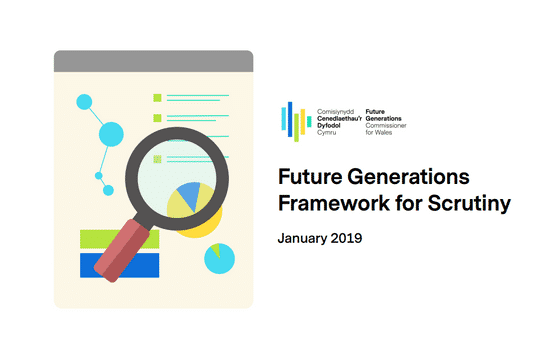 Comisiynydd
Cenedlaethau'r
Dyfodol
Cymru
Future
Generations
Commissioner
for Wales
Future Generations
Framework for Scrutiny
January 2019